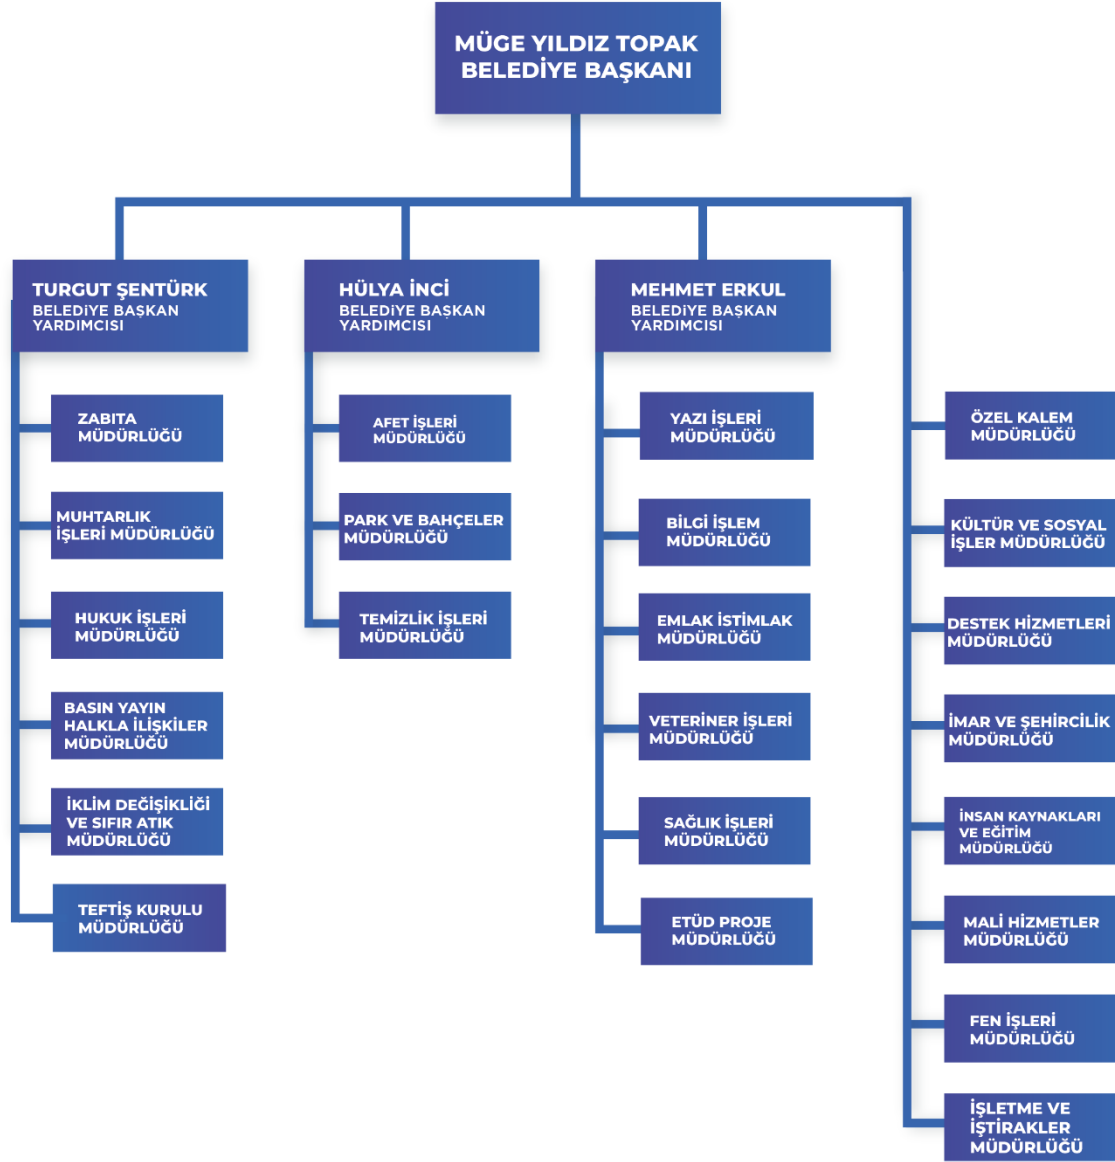 MÜGE YILDIZ TOPAK
BELEDİYE BAŞKANI
TURGUT ŞENTÜRK
BELEDİYE BAŞKAN
YARDIMCISI
ZABITA
MÜDÜRLÜĞÜ
MUHTARLIK
İŞLERİ MÜDÜRLÜĞÜ
HUKUK İŞLERİ
MÜDÜRLÜĞÜ
BASIN YAYIN
HALKLA İLİŞKİLER
MÜDÜRLÜĞÜ
İKLİM DEĞİŞİKLİĞİ
VE SIFIR ATIK
MÜDÜRLÜĞÜ
TEFTİŞ KURULU
MÜDÜRLÜĞÜ
HÜLYA İNCİ
BELEDİYE BAŞKAN
YARDIMCISI
AFET İŞLERİ
MÜDÜRLÜĞÜ
PARK VE BAHÇELER
MÜDÜRLÜĞÜ
TEMİZLİK İŞLERİ
MÜDÜRLÜĞÜ
MEHMET ERKUL
BELEDİYE BAŞKAN
YARDIMCISI
YAZI İŞLERİ
MÜDÜRLÜĞÜ
BİLGİ İŞLEM
MÜDÜRLÜĞÜ
EMLAK İSTİMLAK
MÜDÜRLÜĞÜ
VETERİNER İŞLERİ
MÜDÜRLÜĞÜ
SAĞLIK İŞLERİ
MÜDÜRLÜĞÜ
ETÜD PROJE
MÜDÜRLÜĞÜ
ÖZEL KALEM
MÜDÜRLÜĞÜ
KÜLTÜR VE SOSYAL
İŞLER MÜDÜRLÜĞÜ
DESTEK HİZMETLERİ
MÜDÜRLÜĞÜ
İMAR VE ŞEHİRCİLİK
MÜDÜRLÜĞÜ
İNSAN KAYNAKLARI
VE EĞİTİM
MÜDÜRLÜĞÜ
MALİ HİZMETLER
MÜDÜRLÜĞÜ
FEN İŞLERİ
MÜDÜRLÜĞÜ
İŞLETME VE
İŞTİRAKLER
MÜDÜRLÜĞÜ